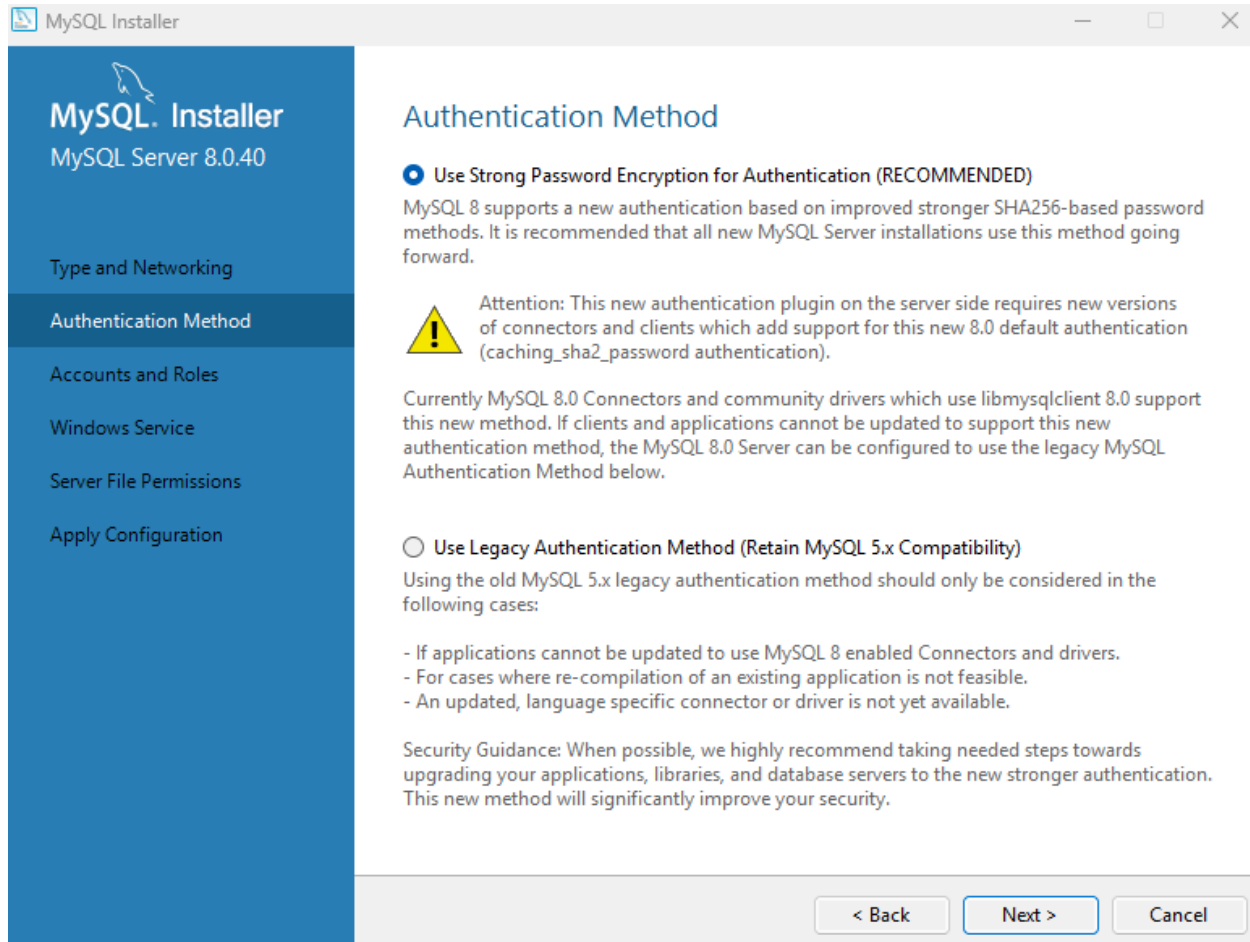 MySQL Installer
MySQL. Installer
MySQL Server 8.0.40
Type and Networking
Authentication Method
Accounts and Roles
Windows Service
Server File Permissions
Apply Configuration
Authentication Method
Use Strong Password Encryption for Authentication (RECOMMENDED)
MySQL 8 supports a new authentication based on improved stronger SHA256-based password
methods. It is recommended that all new MySQL Server installations use this method going
forward.
Attention: This new authentication plugin on the server side requires new versions
of connectors and clients which add support for this new 8.0 default authentication
(caching_sha2_password authentication).
Currently MySQL 8.0 Connectors and community drivers which use libmysqlclient 8.0 support
this new method. If clients and applications cannot be updated to support this new
authentication method, the MySQL 8.0 Server can be configured to use the legacy MySQL
Authentication Method below.
Use Legacy Authentication Method (Retain MySQL 5.x Compatibility)
Using the old MySQL 5.x legacy authentication method should only be considered in the
following cases:
- If applications cannot be updated to use MySQL 8 enabled Connectors and drivers.
- For cases where re-compilation of an existing application is not feasible.
- An updated, language specific connector or driver is not yet available.
Security Guidance: When possible, we highly recommend taking needed steps towards
upgrading your applications, libraries, and database servers to the new stronger authentication.
This new method will significantly improve your security.
< Back
Next >
Cancel